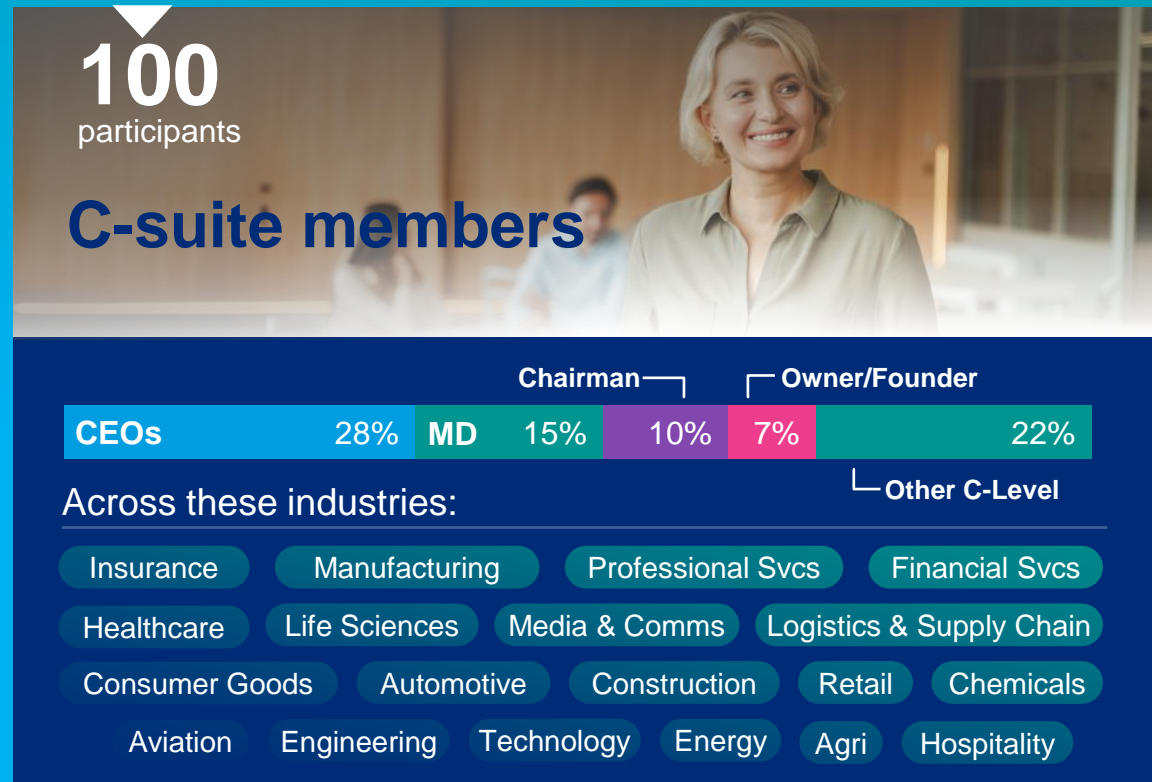 100
participants
C-suite members
Chairman
Owner/Founder
CEOs 28% MD 15% 10% 7% 22%
Other C-Level
Across these industries:
Insurance Manufacturing Professional Svcs Financial Svcs
Healthcare Life Sciences Media & Comms Logistics & Supply Chain
Consumer Goods Automotive Construction Retail Chemicals
Aviation Engineering Technology Energy Agri Hospitality